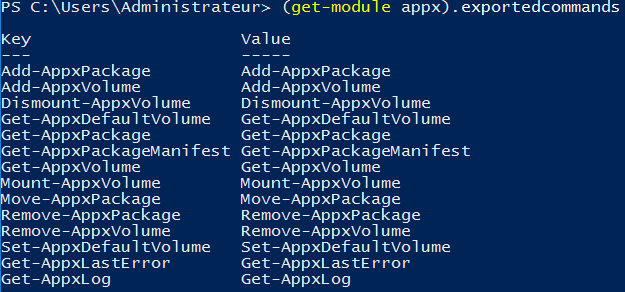 PS C:\Users\Administrateur> (get-module appx).exportedcommands
Key Value
--- -----
Add-AppxPackage Add-AppxPackage
Add-AppxVolume Add-AppxVolume
Dismount-AppxVolume Dismount-AppxVolume
Get-AppxDefaultVolume Get-AppxDefaultVolume
Get-AppxPackage Get-AppxPackage
Get-AppxPackageManifest Get-AppxPackageManifest
Get-AppxVolume Get-AppxVolume
Mount-AppxVolume Mount-AppxVolume
Move-AppxPackage Move-AppxPackage
Remove-AppxPackage Remove-AppxPackage
Remove-AppxVolume Remove-AppxVolume
Set-AppxDefaultVolume Set-AppxDefaultVolume
Get-AppxLastError Get-AppxLastError
Get-AppxLog Get-AppxLog